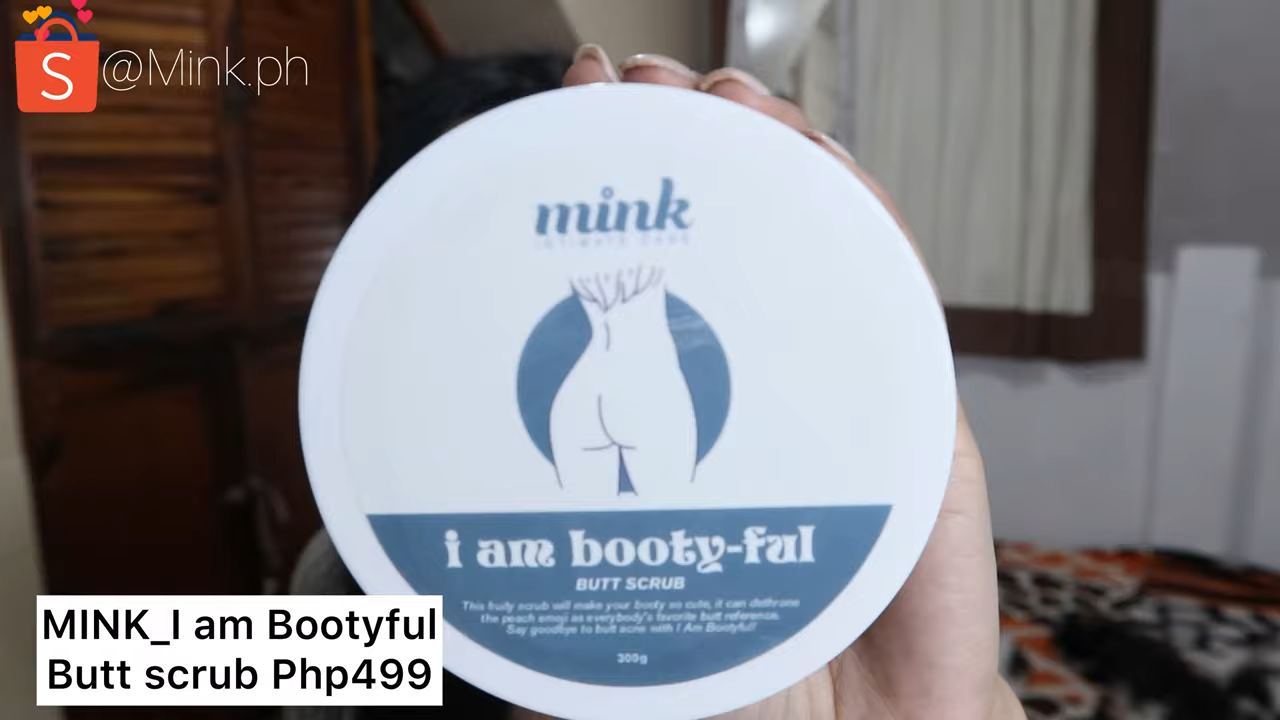 S @Mink.ph
mink
INTIMATE CARE
i am booty-ful
BUTT SCRUB
This fruity scrub will make your booty so cute, it can dethrone
the peach emoji as everybody's favorite butt reference.
Say goodbye to butt acne with I Am Bootyful!
300g
MINK_I am Bootyful
Butt scrub Php499